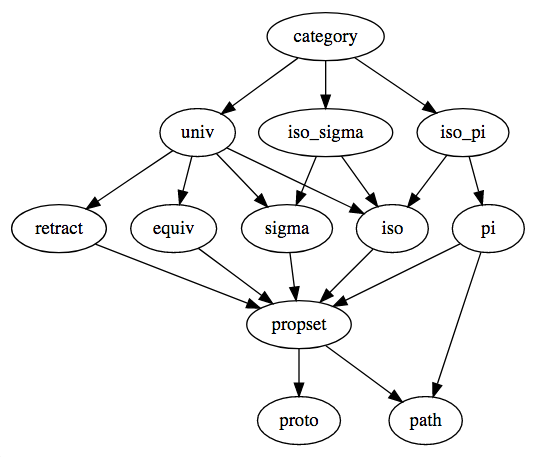 category
univ
iso_sigma
iso_pi
retract
equiv
sigma
iso
pi
propset
proto
path